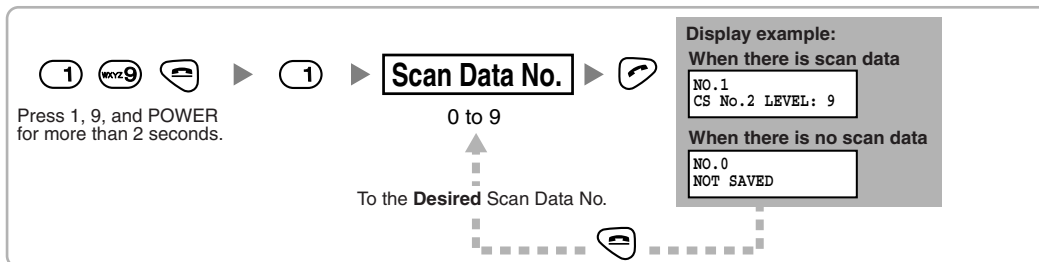 1) WXYZ9
Press 1, 9, and POWER
for more than 2 seconds.
1)
Scan Data No.
0 to 9
To the Desired Scan Data No.
Display example:
When there is scan data
NO.1
CS No.2 LEVEL: 9
When there is no scan data
NO.0
NOT SAVED